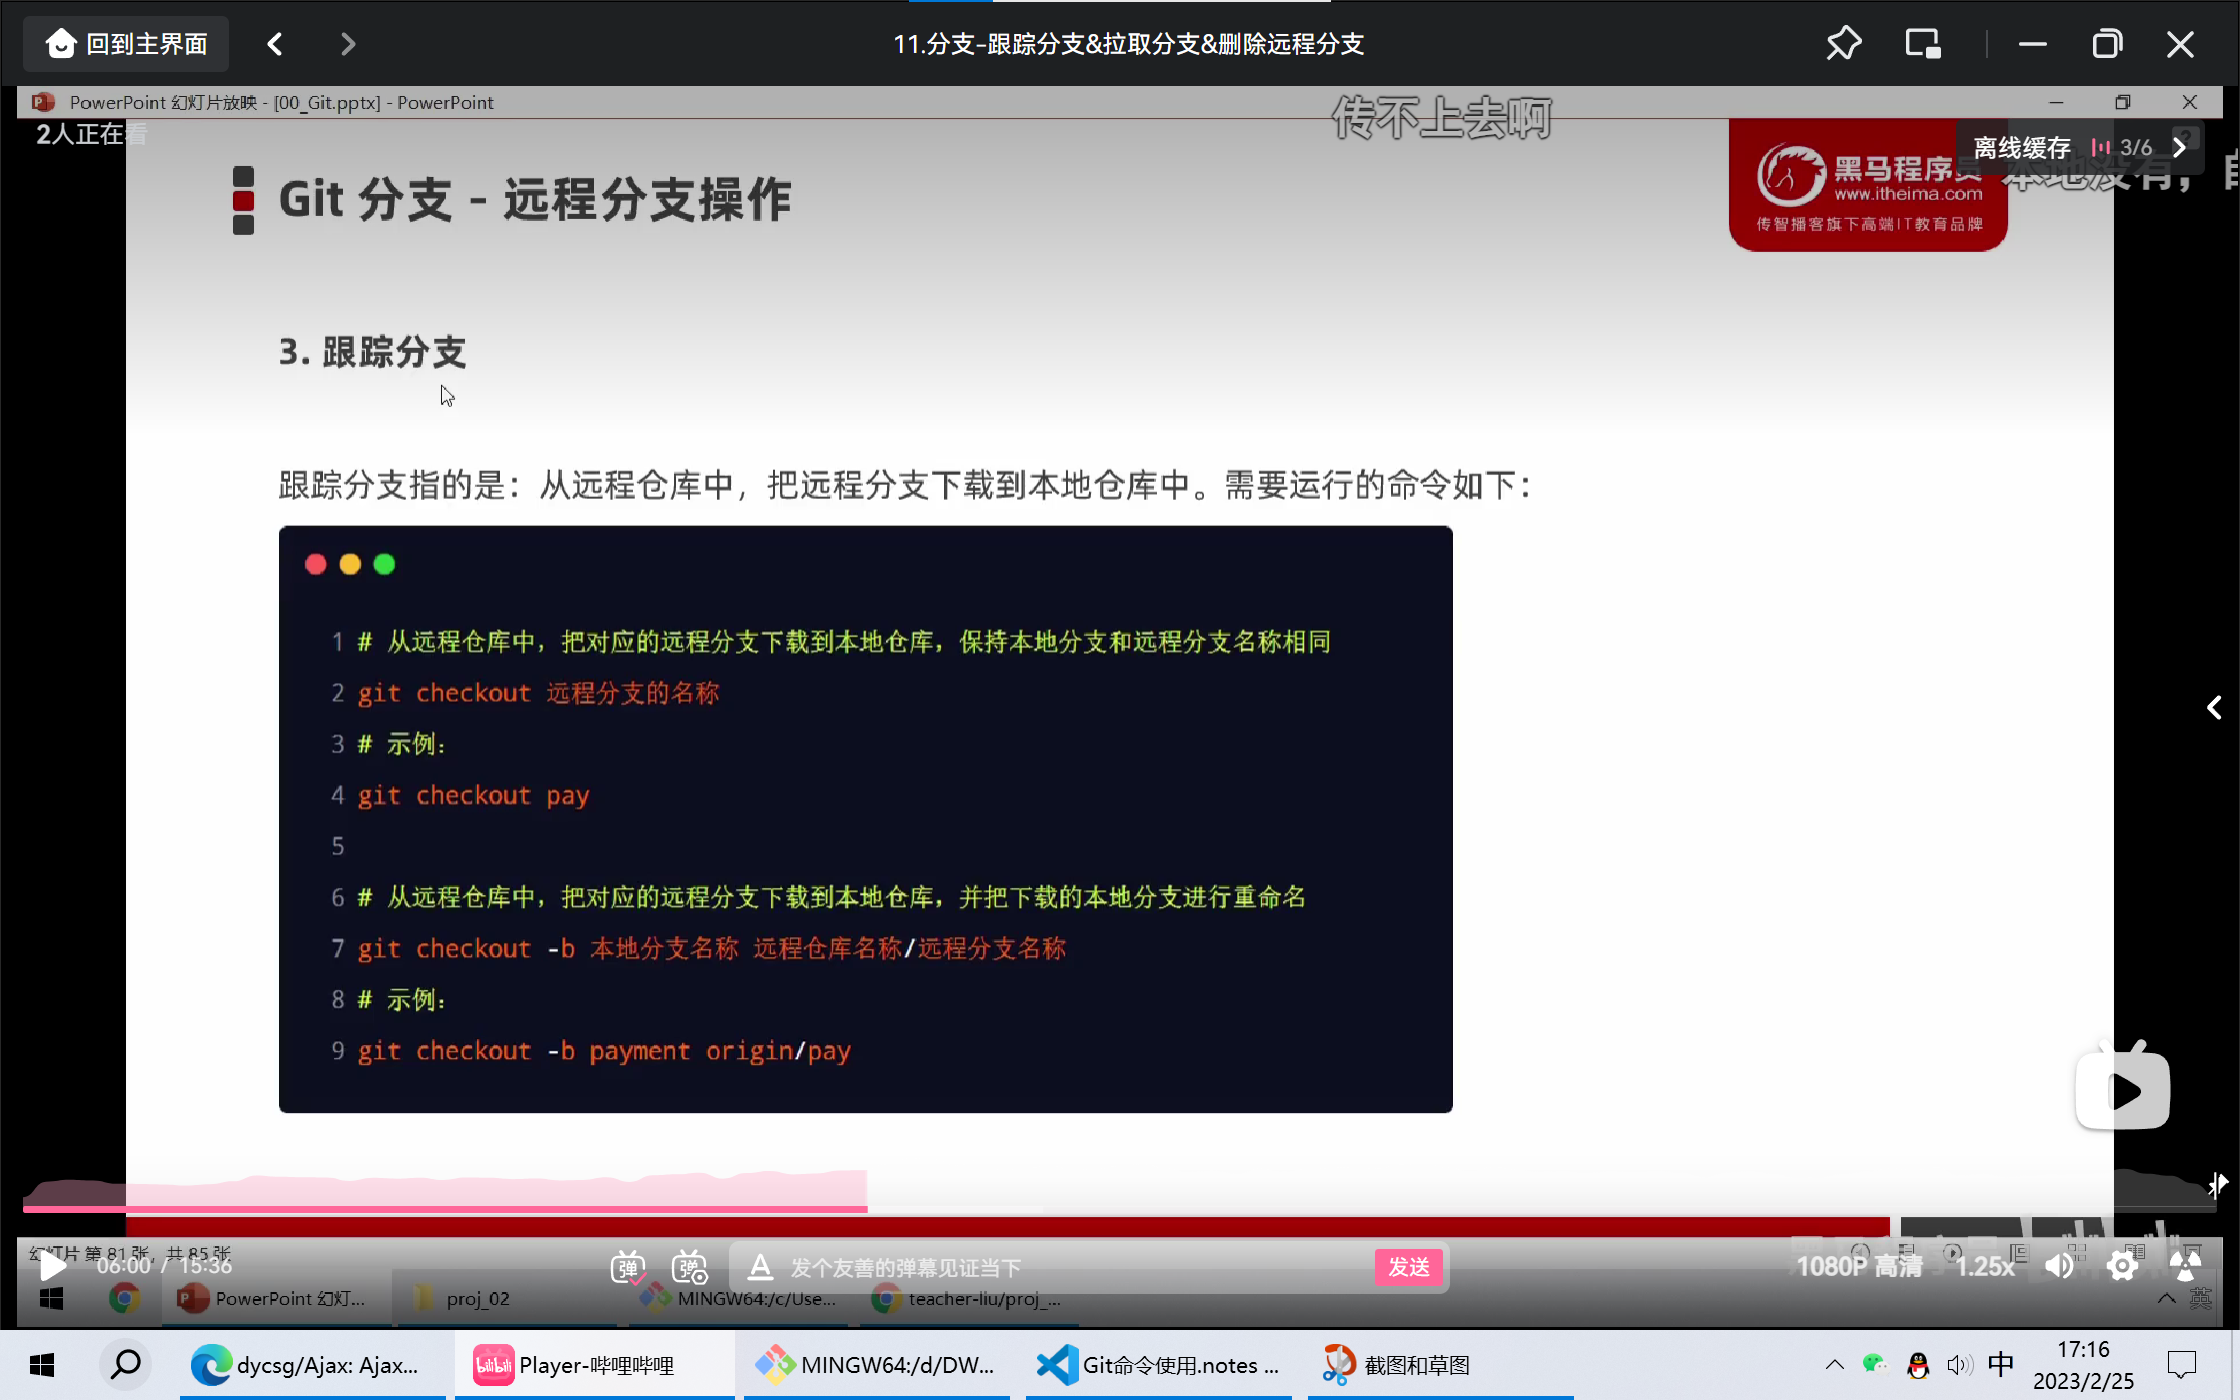 回到主界面
11.分支-跟踪分支&拉取分支&删除远程分支
PowerPoint 幻灯片放映 - [00_Git.pptx] - PowerPoint
2人正在看
传不上去啊
离线缓存 3/6
本地没有，
黑马程序员
www.itheima.com
传智播客旗下高端IT教育品牌
Git 分支 - 远程分支操作
3. 跟踪分支
跟踪分支指的是：从远程仓库中，把远程分支下载到本地仓库中。需要运行的命令如下：
1 # 从远程仓库中，把对应的远程分支下载到本地仓库，保持本地分支和远程分支名称相同
2 git checkout 远程分支的名称
3 # 示例：
4 git checkout pay
5
6 # 从远程仓库中，把对应的远程分支下载到本地仓库，并把下载的本地分支进行重命名
7 git checkout -b 本地分支名称 远程仓库名称/远程分支名称
8 # 示例：
9 git checkout -b payment origin/pay
幻灯片 第 81 张，共 85 张
06:00 / 15:36
弹
弹
A 发个友善的弹幕见证当下
发送
1080P 高清
1.25x
PowerPoint 幻灯...
proj_02
MINGW64:/c/Use...
teacher-liu/proj_...
英
dycsg/Ajax: Ajax...
bilibili
Player-哔哩哔哩
MINGW64:/d/DW...
Git命令使用.notes ...
截图和草图
中
17:16
2023/2/25